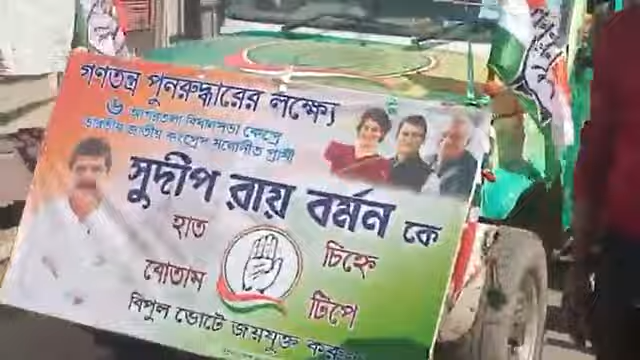 গণতন্ত্র পুনরুদ্ধারের লক্ষ্যে
৬ আগরতলা বিধানসভা কেন্দ্রে
ভারতীয় জাতীয় কংগ্রেস মনোনীত প্রার্থী
সুদীপ রায় বর্মন কে
হাত চিহ্নে
বোতাম টিপে
বিপুল ভোটে জয়যুক্ত করুন